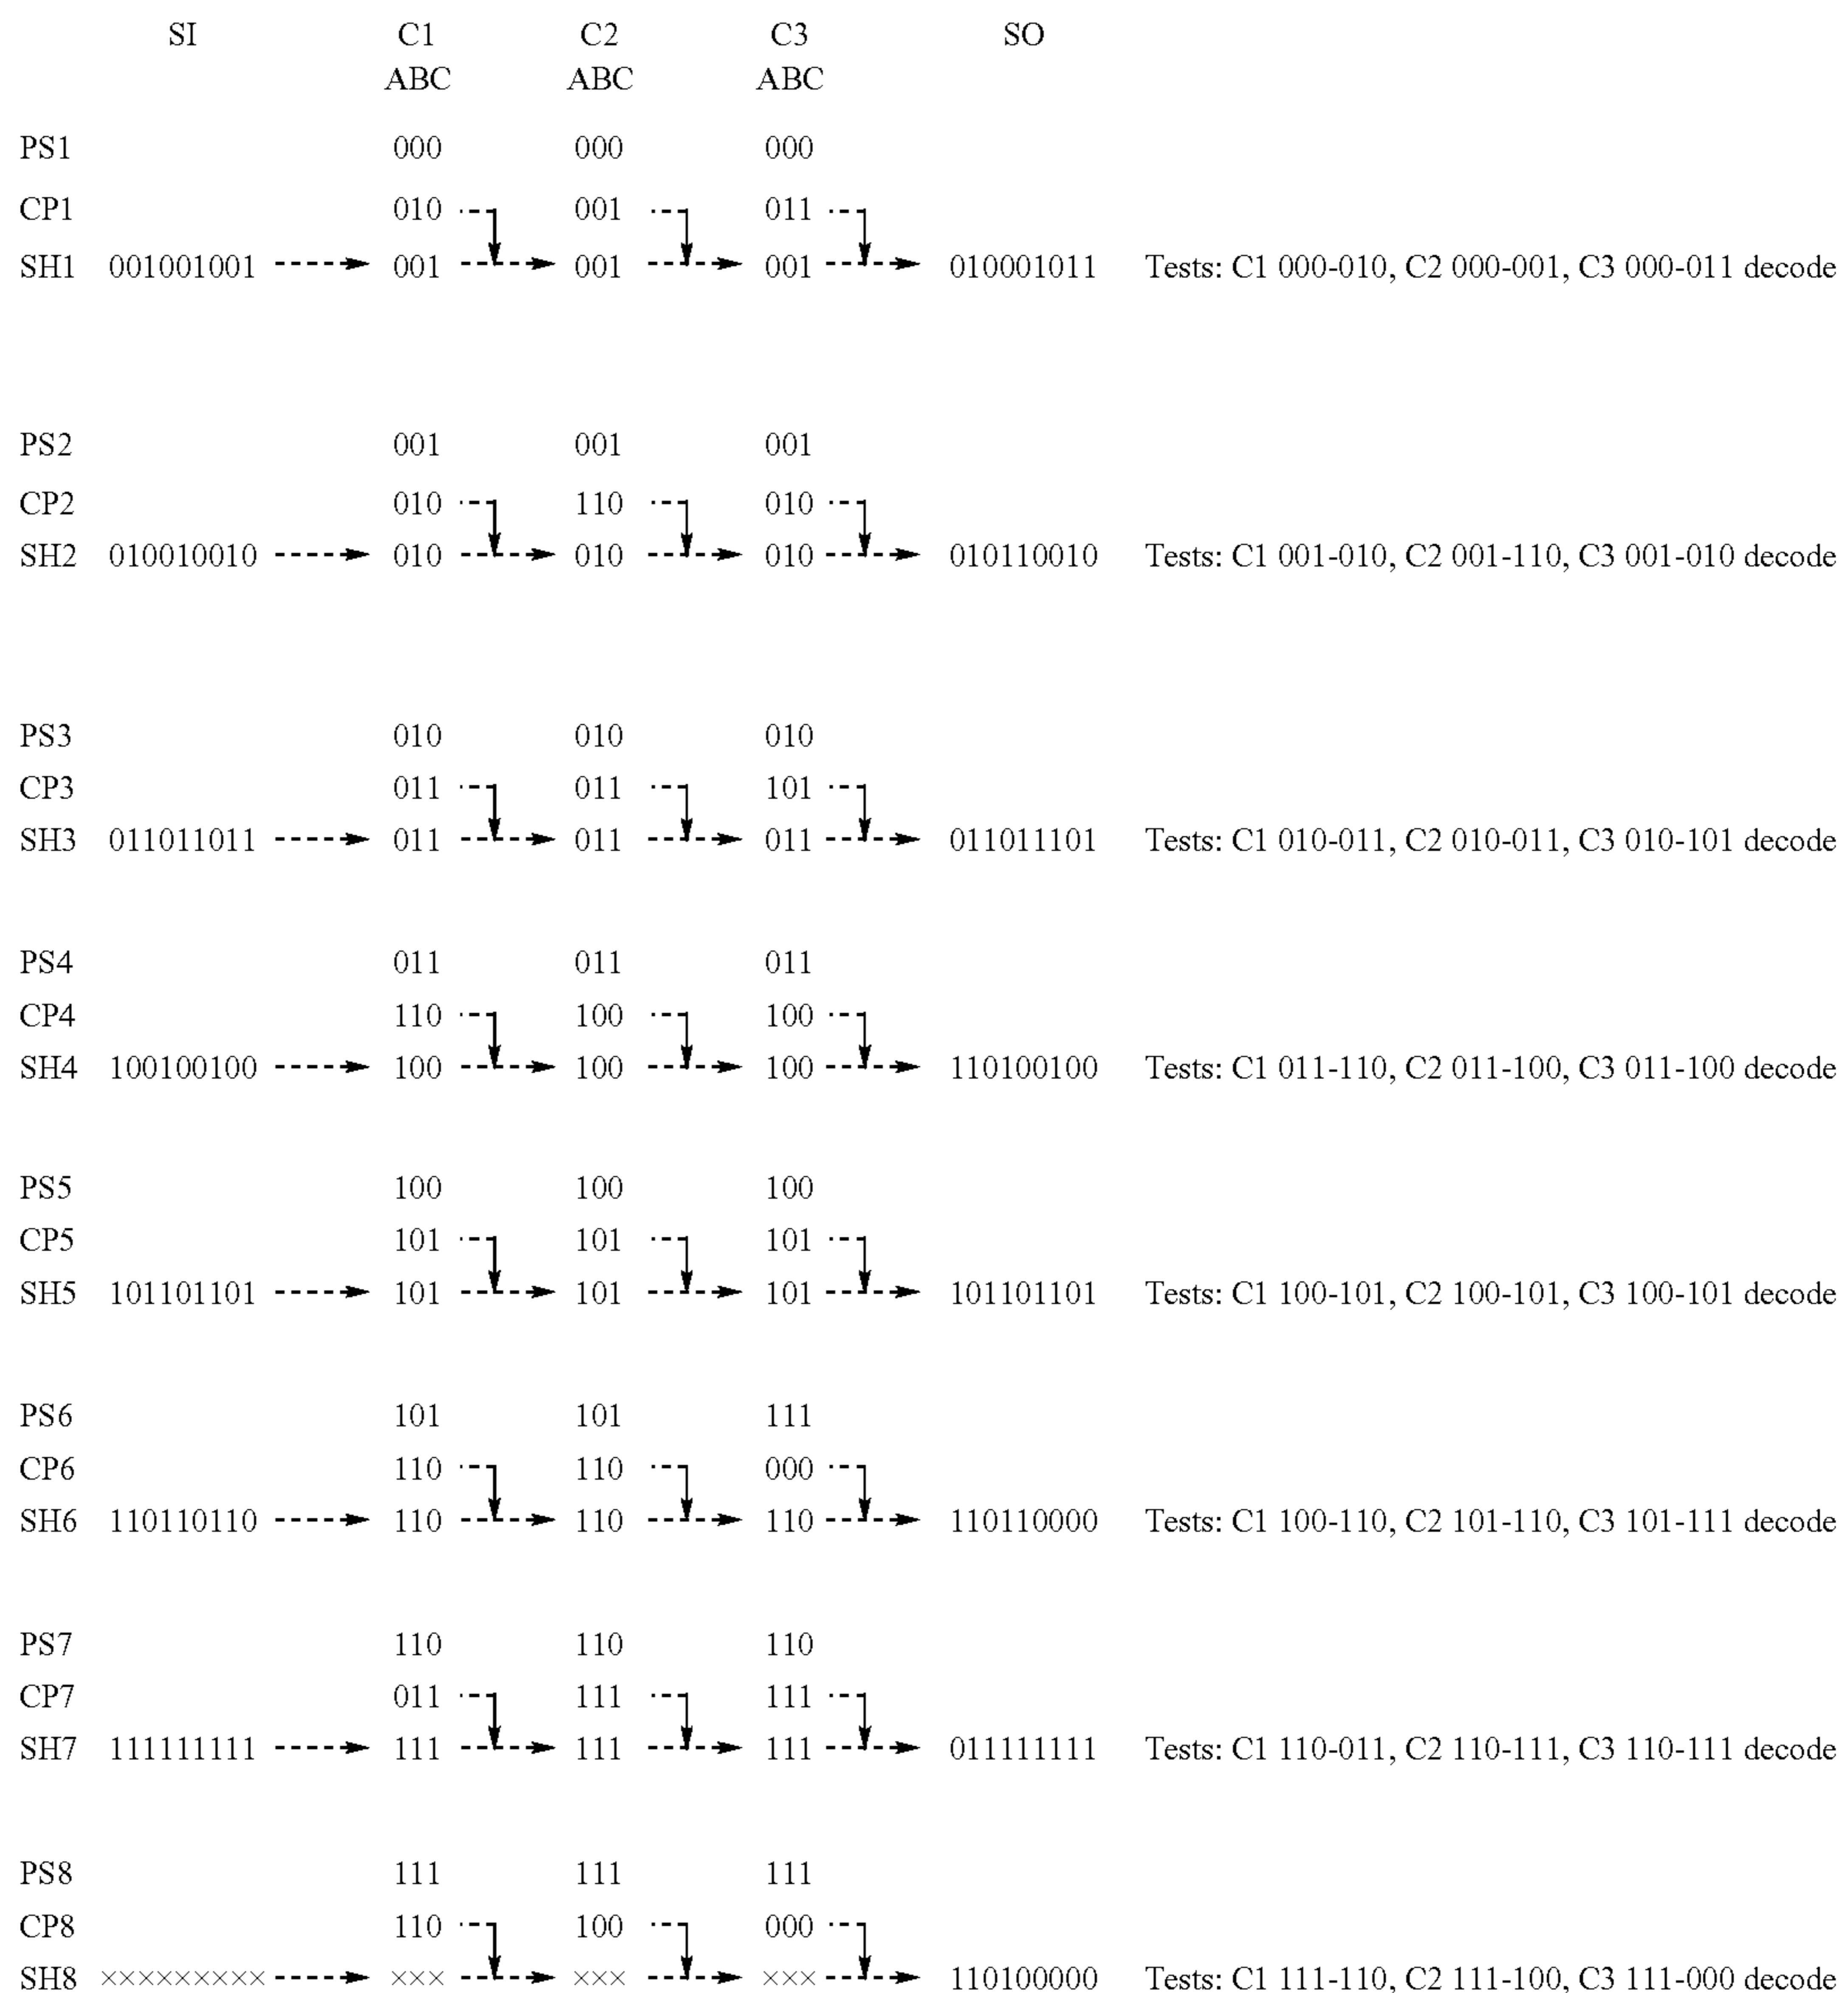 SI C1 C2 C3 SO
ABC ABC ABC
PS1 000 000 000
CP1 010 001 011
SH1 001001001 001 001 001 010001011 Tests: C1 000-010, C2 000-001, C3 000-011 decode
PS2 001 001 001
CP2 010 110 010
SH2 010010010 010 010 010 010110010 Tests: C1 001-010, C2 001-110, C3 001-010 decode
PS3 010 010 010
CP3 011 011 101
SH3 011011011 011 011 011 011011101 Tests: C1 010-011, C2 010-011, C3 010-101 decode
PS4 011 011 011
CP4 110 100 100
SH4 100100100 100 100 100 110100100 Tests: C1 011-110, C2 011-100, C3 011-100 decode
PS5 100 100 100
CP5 101 101 101
SH5 101101101 101 101 101 101101101 Tests: C1 100-101, C2 100-101, C3 100-101 decode
PS6 101 101 111
CP6 110 110 000
SH6 110110110 110 110 110 110110000 Tests: C1 100-110, C2 101-110, C3 101-111 decode
PS7 110 110 110
CP7 011 111 111
SH7 111111111 111 111 111 011111111 Tests: C1 110-011, C2 110-111, C3 110-111 decode
PS8 111 111 111
CP8 110 100 000
SH8 ××××××××× ××× ××× ××× 110100000 Tests: C1 111-110, C2 111-100, C3 111-000 decode